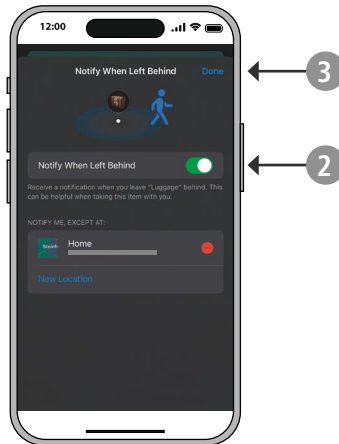 12:00
Notify When Left Behind Done
3
Notify When Left Behind
2
Receive a notification when you leave "Luggage" behind. This
can be helpful when taking this item with you.
NOTIFY ME, EXCEPT AT:
Home
New Location